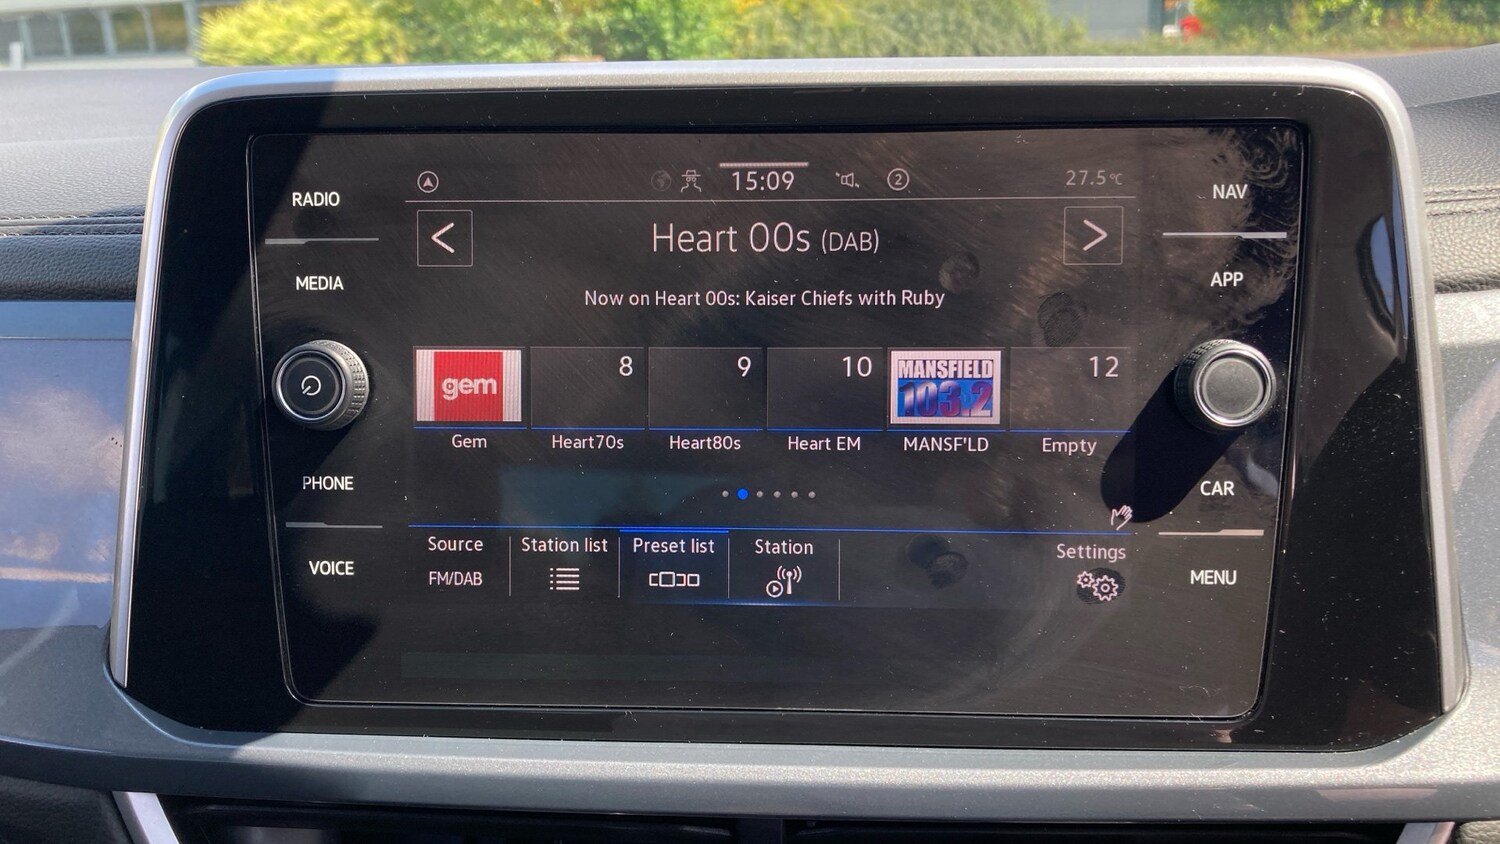 RADIO
MEDIA
PHONE
VOICE
15:09
2
27.5°C
Heart 00s (DAB)
Now on Heart 00s: Kaiser Chiefs with Ruby
gem
8
9
10
MANSFIELD
103.2
12
Gem
Heart70s
Heart80s
Heart EM
MANSF'LD
Empty
Source
FM/DAB
Station list
Preset list
Station
Settings
NAV
APP
CAR
MENU